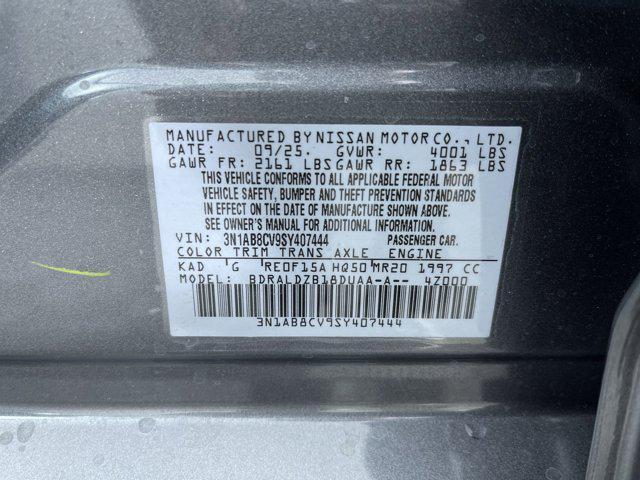 MANUFACTURED BY NISSAN MOTOR CO., LTD.
DATE: 09/25. GVWR: 4001 LBS
GAWR FR: 2161 LBS GAWR RR: 1863 LBS
THIS VEHICLE CONFORMS TO ALL APPLICABLE FEDERAL MOTOR
VEHICLE SAFETY, BUMPER AND THEFT PREVENTION STANDARDS
IN EFFECT ON THE DATE OF MANUFACTURE SHOWN ABOVE.
SEE OWNER'S MANUAL FOR ADDITIONAL INFORMATION.
VIN: 3N1AB8CV9SY407444 PASSENGER CAR.
COLOR TRIM TRANS AXLE ENGINE
KAD G RE0F15A HQ50 MR20 1997 CC
MODEL: BDRALDZB18DUAA-A-- 4Z000
3N1AB8CV9SY407444